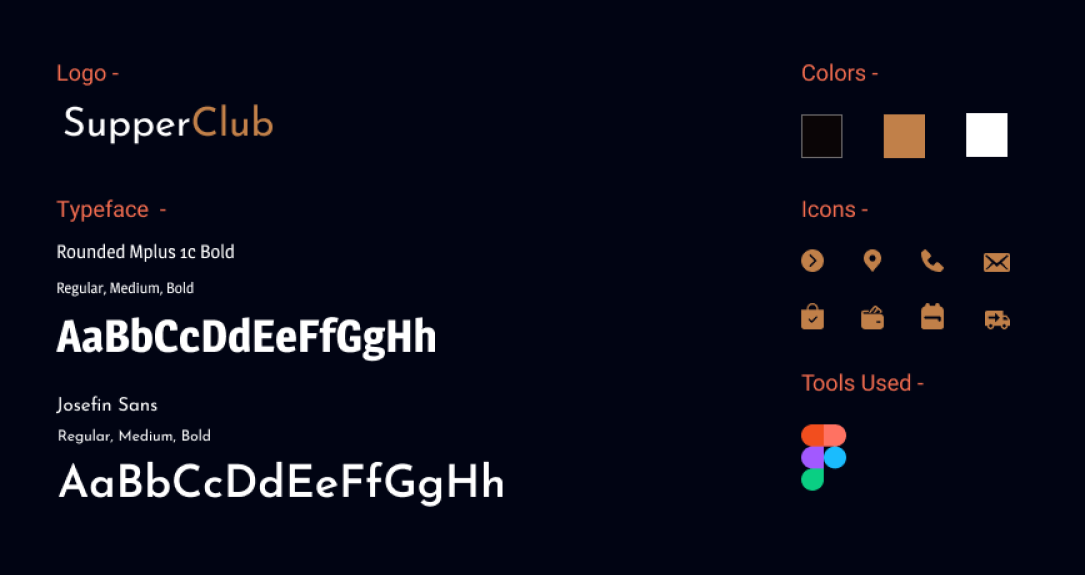 Logo -
SupperClub
Typeface  -
Rounded Mplus 1c Bold
Regular, Medium, Bold
AaBbCcDdEeFfGgHh
Josefin Sans
Regular, Medium, Bold
AaBbCcDdEeFfGgHh
Colors -
Icons -
Tools Used -